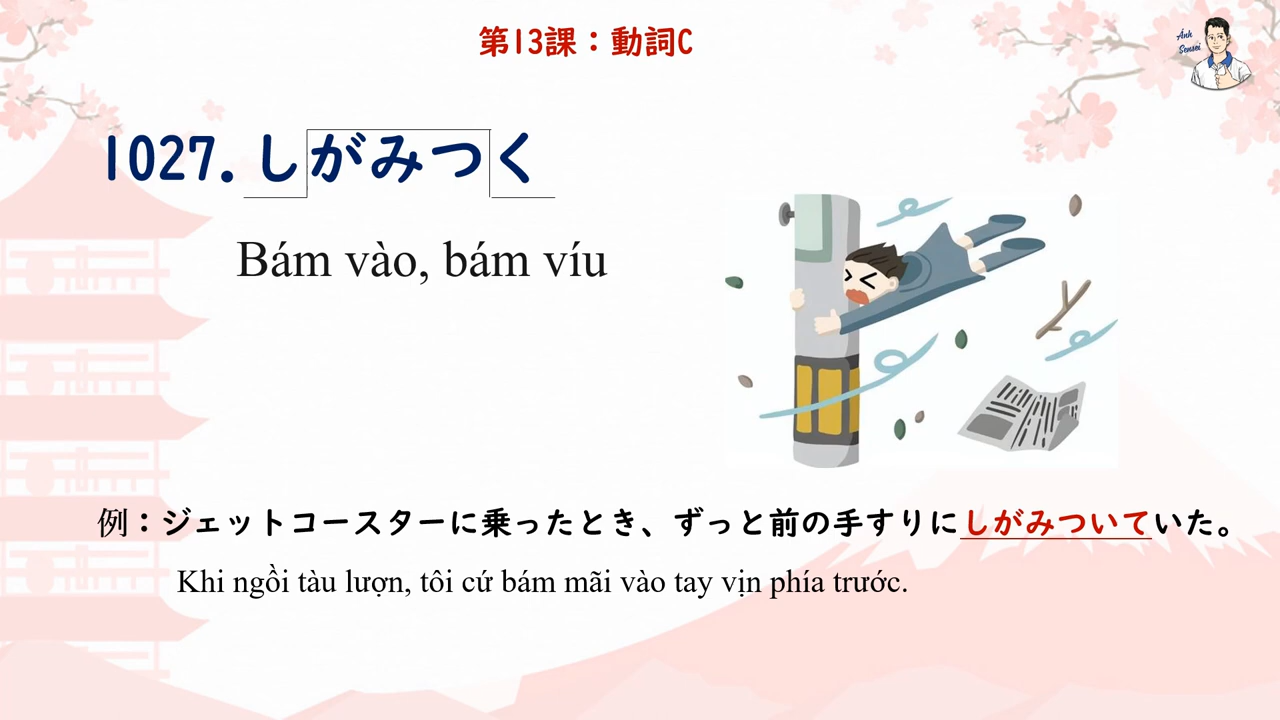 第13課：動詞C
Anh
Sensei
1027. しがみつく
Bám vào, bám víu
例：ジェットコースターに乗ったとき、ずっと前の手すりにしがみついていた。
Khi ngồi tàu lượn, tôi cứ bám mãi vào tay vịn phía trước.